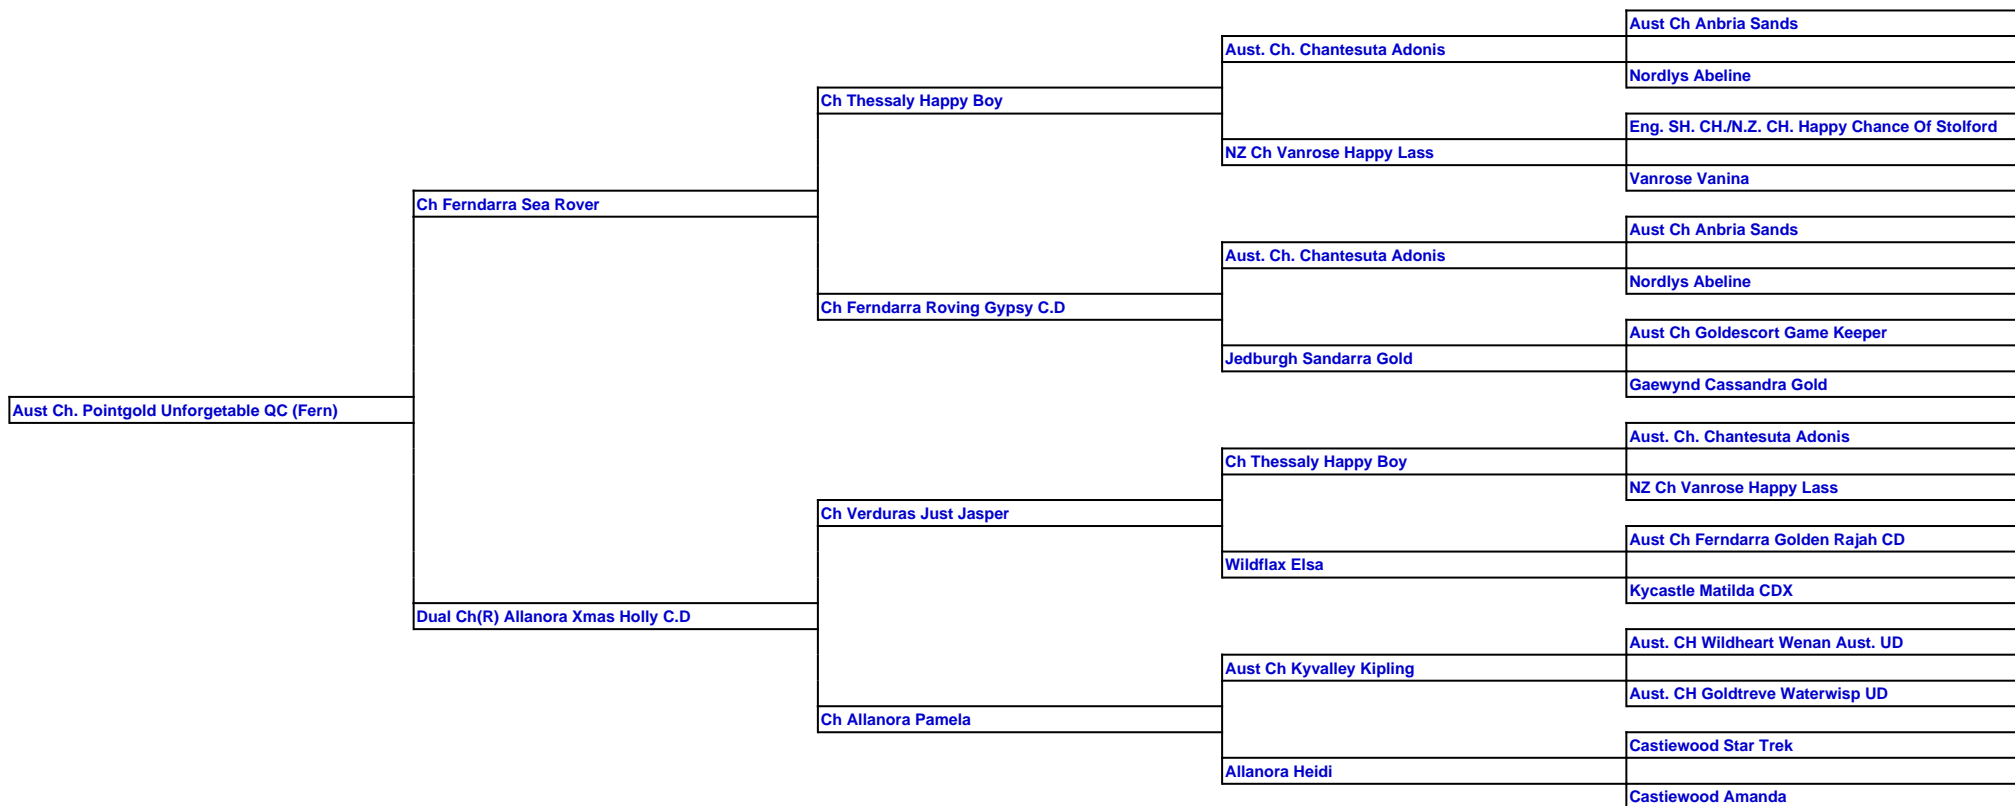 Aust Ch Anbria Sands
Aust. Ch. Chantesuta Adonis
Nordlys Abeline
Ch Thessaly Happy Boy
Eng. SH. CH./N.Z. CH. Happy Chance Of Stolford
NZ Ch Vanrose Happy Lass
Vanrose Vanina
Ch Ferndarra Sea Rover
Aust Ch Anbria Sands
Aust. Ch. Chantesuta Adonis
Nordlys Abeline
Ch Ferndarra Roving Gypsy C.D
Aust Ch Goldescort Game Keeper
Jedburgh Sandarra Gold
Gaewynd Cassandra Gold
Aust Ch. Pointgold Unforgetable QC (Fern)
Aust. Ch. Chantesuta Adonis
Ch Thessaly Happy Boy
NZ Ch Vanrose Happy Lass
Ch Verduras Just Jasper
Aust Ch Ferndarra Golden Rajah CD
Wildflax Elsa
Kycastle Matilda CDX
Dual Ch(R) Allanora Xmas Holly C.D
Aust. CH Wildheart Wenan Aust. UD
Aust Ch Kyvalley Kipling
Aust. CH Goldtreve Waterwisp UD
Ch Allanora Pamela
Castiewood Star Trek
Allanora Heidi
Castiewood Amanda